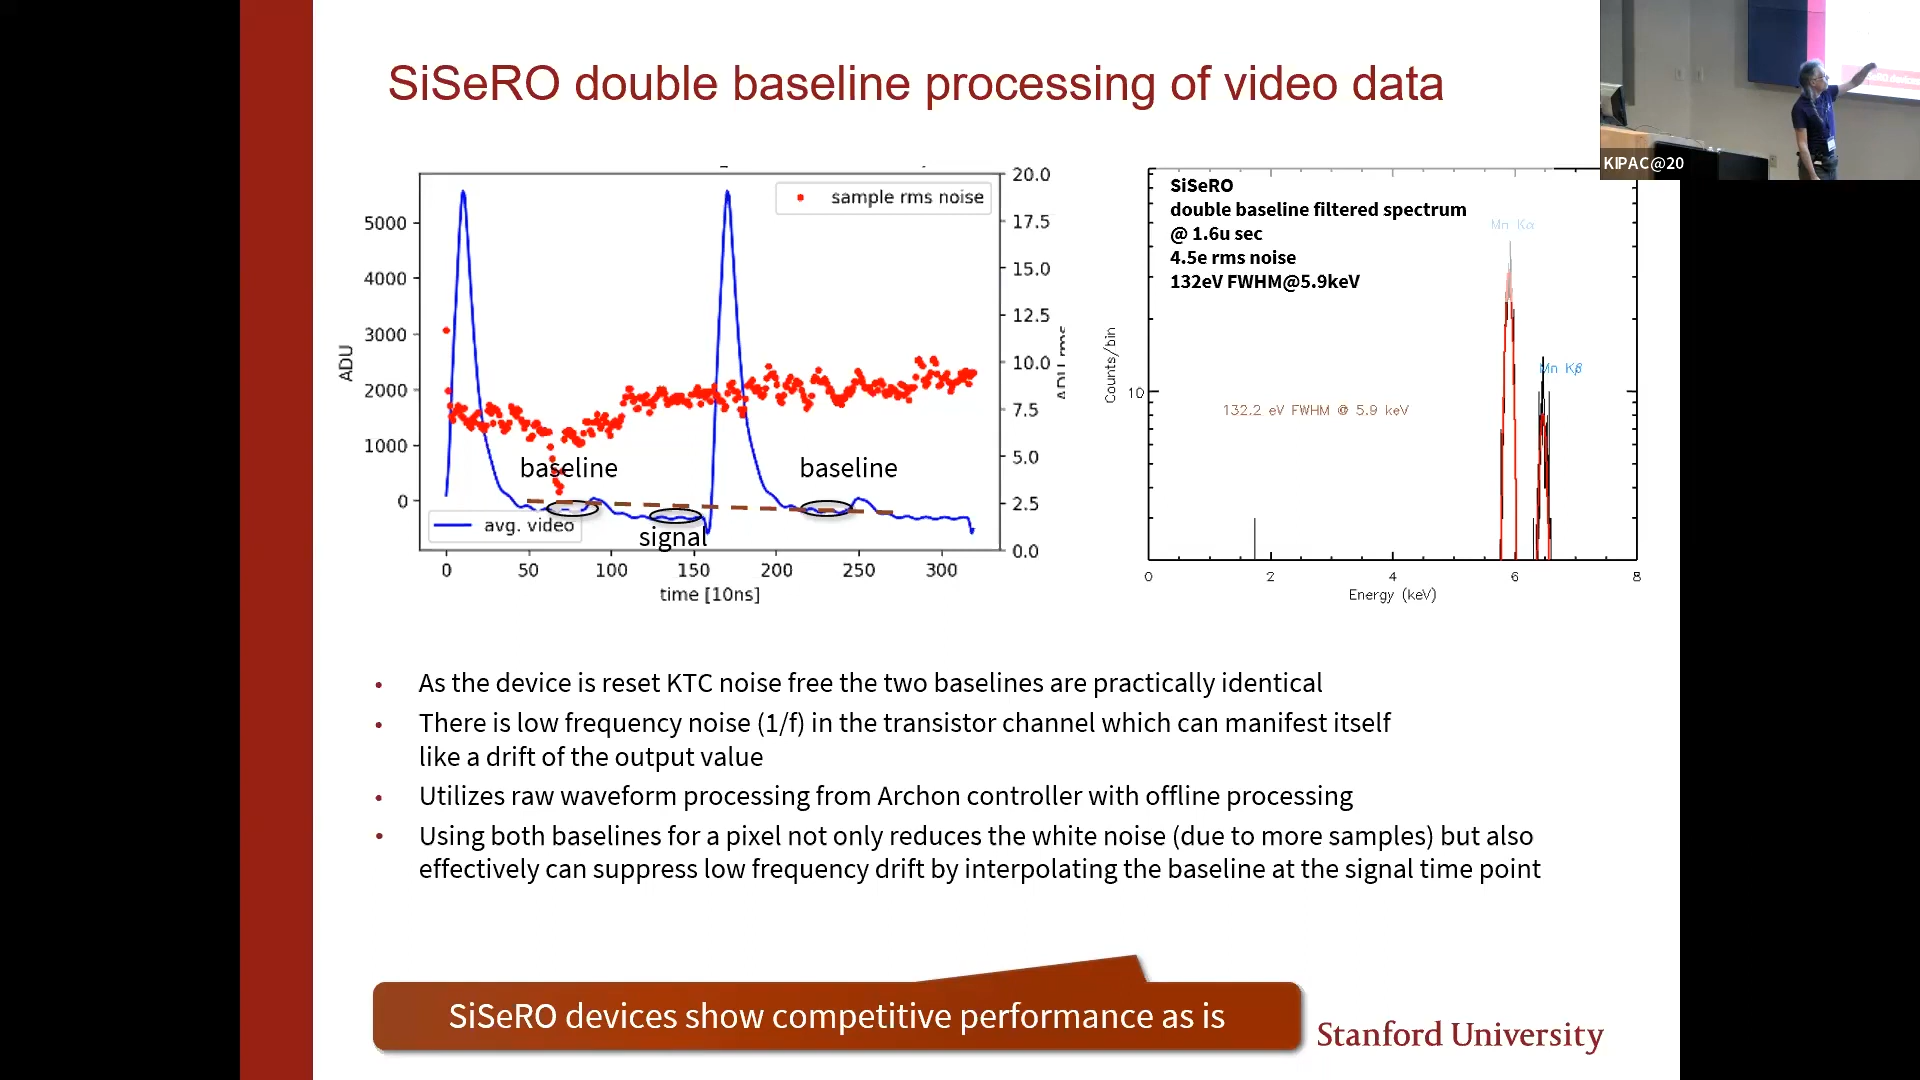 SiSeRO double baseline processing of video data
KIPAC@20
sample rms noise
avg. video
baseline
baseline
signal
ADU
5000
4000
3000
2000
1000
0
20.0
17.5
15.0
12.5
10.0
7.5
5.0
2.5
0.0
ADU rms
0 50 100 150 200 250 300
time [10ns]
SiSeRO
double baseline filtered spectrum
@ 1.6u sec
4.5e rms noise
132eV FWHM@5.9keV
Mn Kα
Mn Kβ
132.2 eV FWHM @ 5.9 keV
Counts/bin
10
0 2 4 6 8
Energy (keV)
• As the device is reset KTC noise free the two baselines are practically identical
• There is low frequency noise (1/f) in the transistor channel which can manifest itself
like a drift of the output value
• Utilizes raw waveform processing from Archon controller with offline processing
• Using both baselines for a pixel not only reduces the white noise (due to more samples) but also
effectively can suppress low frequency drift by interpolating the baseline at the signal time point
SiSeRO devices show competitive performance as is
Stanford University